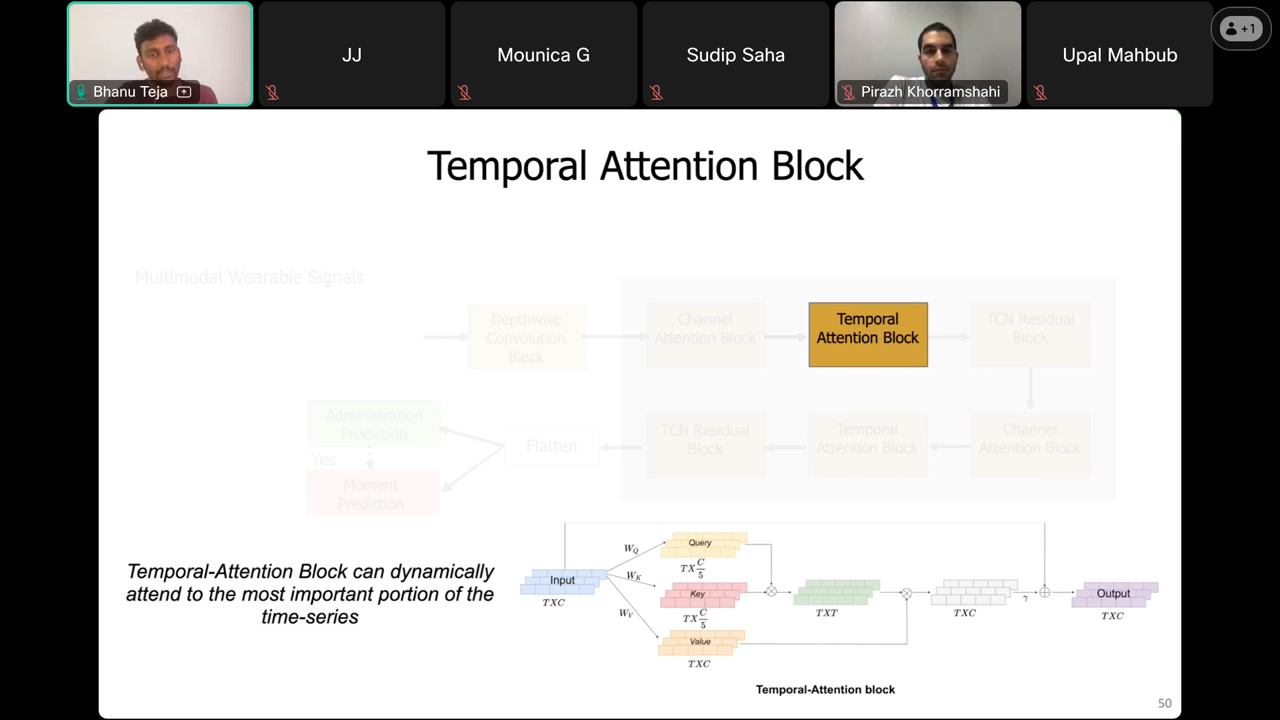 Bhanu Teja
JJ
Mounica G
Sudip Saha
Pirazh Khorramshahi
Upal Mahbub
+1
Temporal Attention Block
Multimodal Wearable Signals
Depthwise
Convolution
Block
Channel
Attention Block
Temporal
Attention Block
TCN Residual
Block
Administration
Prediction
Yes
Moment
Prediction
Flatten
TCN Residual
Block
Temporal
Attention Block
Channel
Attention Block
Temporal-Attention Block can dynamically
attend to the most important portion of the
time-series
Input
TXC
W_Q
W_K
W_V
Query
TX C/5
Key
TX C/5
Value
TXC
TXT
TXC
γ
Output
TXC
Temporal-Attention block
50